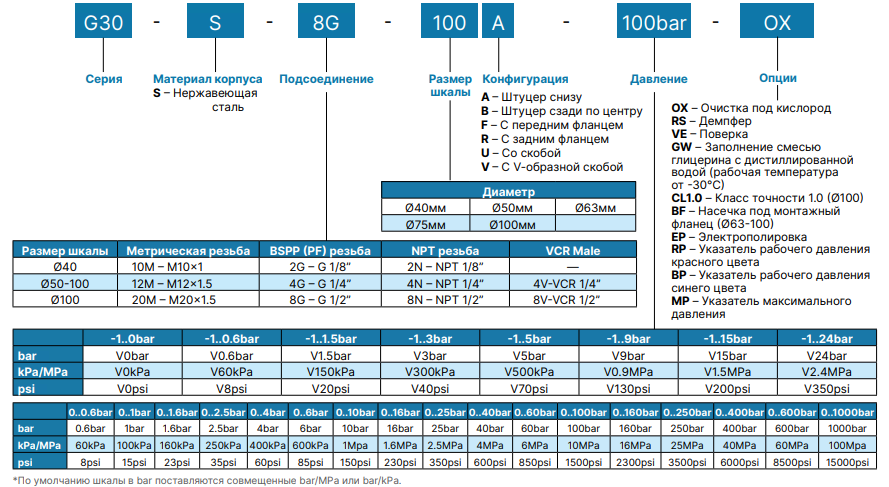 G30 - S - 8G - 100 A - 100bar - OX
Серия
Материал корпуса
S – Нержавеющая
сталь
Подсоединение
Размер
шкалы
Конфигурация
A – Штуцер снизу
B – Штуцер сзади по центру
F – С передним фланцем
R – С задним фланцем
U – Со скобой
V – С V-образной скобой
Давление
Опции
OX – Очистка под кислород
RS – Демпфер
VE – Поверка
GW – Заполнение смесью
глицерина с дистиллированной
водой (рабочая температура
от -30°C)
CL1.0 – Класс точности 1.0 (Ø100)
BF – Насечка под монтажный
фланец (Ø63-100)
EP – Электрополировка
RP – Указатель рабочего давления
красного цвета
BP – Указатель рабочего давления
синего цвета
MP – Указатель максимального
давления
Диаметр
Ø40мм Ø50мм Ø63мм
Ø75мм Ø100мм
Размер шкалы Метрическая резьба BSPP (PF) резьба NPT резьба VCR Male
Ø40 10M – M10×1 2G – G 1/8” 2N – NPT 1/8” —
Ø50-100 12M – M12×1.5 4G – G 1/4” 4N – NPT 1/4” 4V-VCR 1/4”
Ø100 20M – M20×1.5 8G – G 1/2” 8N – NPT 1/2” 8V-VCR 1/2”
-1..0bar -1..0.6bar -1..1.5bar -1..3bar -1..5bar -1..9bar -1..15bar -1..24bar
bar V0bar V0.6bar V1.5bar V3bar V5bar V9bar V15bar V24bar
kPa/MPa V0kPa V60kPa V150kPa V300kPa V500kPa V0.9MPa V1.5MPa V2.4MPa
psi V0psi V8psi V20psi V40psi V70psi V130psi V200psi V350psi
0..0.6bar 0..1bar 0..1.6bar 0..2.5bar 0..4bar 0..6bar 0..10bar 0..16bar 0..25bar 0..40bar 0..60bar 0..100bar 0..160bar 0..250bar 0..400bar 0..600bar 0..1000bar
bar 0.6bar 1bar 1.6bar 2.5bar 4bar 6bar 10bar 16bar 25bar 40bar 60bar 100bar 160bar 250bar 400bar 600bar 1000bar
kPa/MPa 60kPa 100kPa 160kPa 250kPa 400kPa 600kPa 1Mpa 1.6MPa 2.5MPa 4MPa 6MPa 10MPa 16MPa 25MPa 40MPa 60MPa 100Mpa
psi 8psi 15psi 23psi 35psi 60psi 85psi 150psi 230psi 350psi 600psi 850psi 1500psi 2300psi 3500psi 6000psi 8500psi 15000psi
*По умолчанию шкалы в bar поставляются совмещенные bar/MPa или bar/kPa.